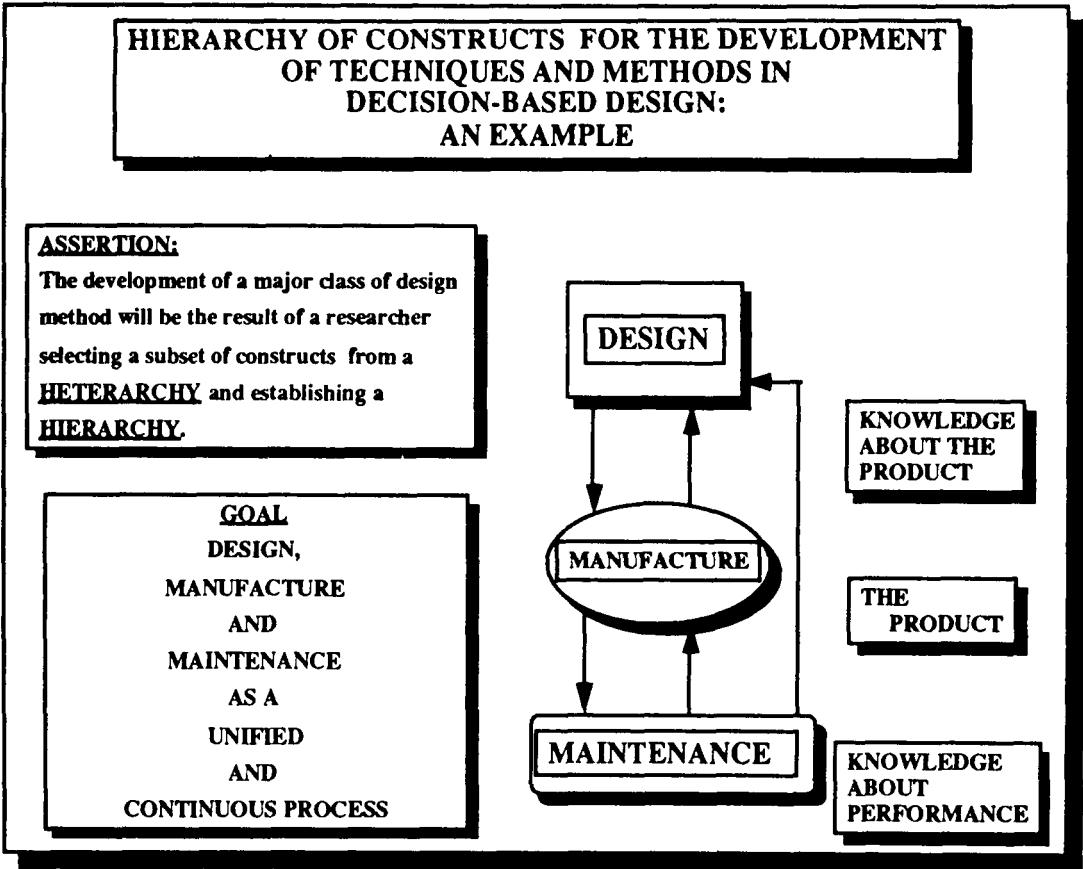 HIERARCHY OF CONSTRUCTS FOR THE DEVELOPMENT
OF TECHNIQUES AND METHODS IN
DECISION-BASED DESIGN:
AN EXAMPLE
ASSERTION:
The development of a major class of design
method will be the result of a researcher
selecting a subset of constructs from a
HETERARCHY and establishing a
HIERARCHY.
GOAL
DESIGN,
MANUFACTURE
AND
MAINTENANCE
AS A
UNIFIED
AND
CONTINUOUS PROCESS
DESIGN
MANUFACTURE
MAINTENANCE
KNOWLEDGE
ABOUT THE
PRODUCT
THE
PRODUCT
KNOWLEDGE
ABOUT
PERFORMANCE